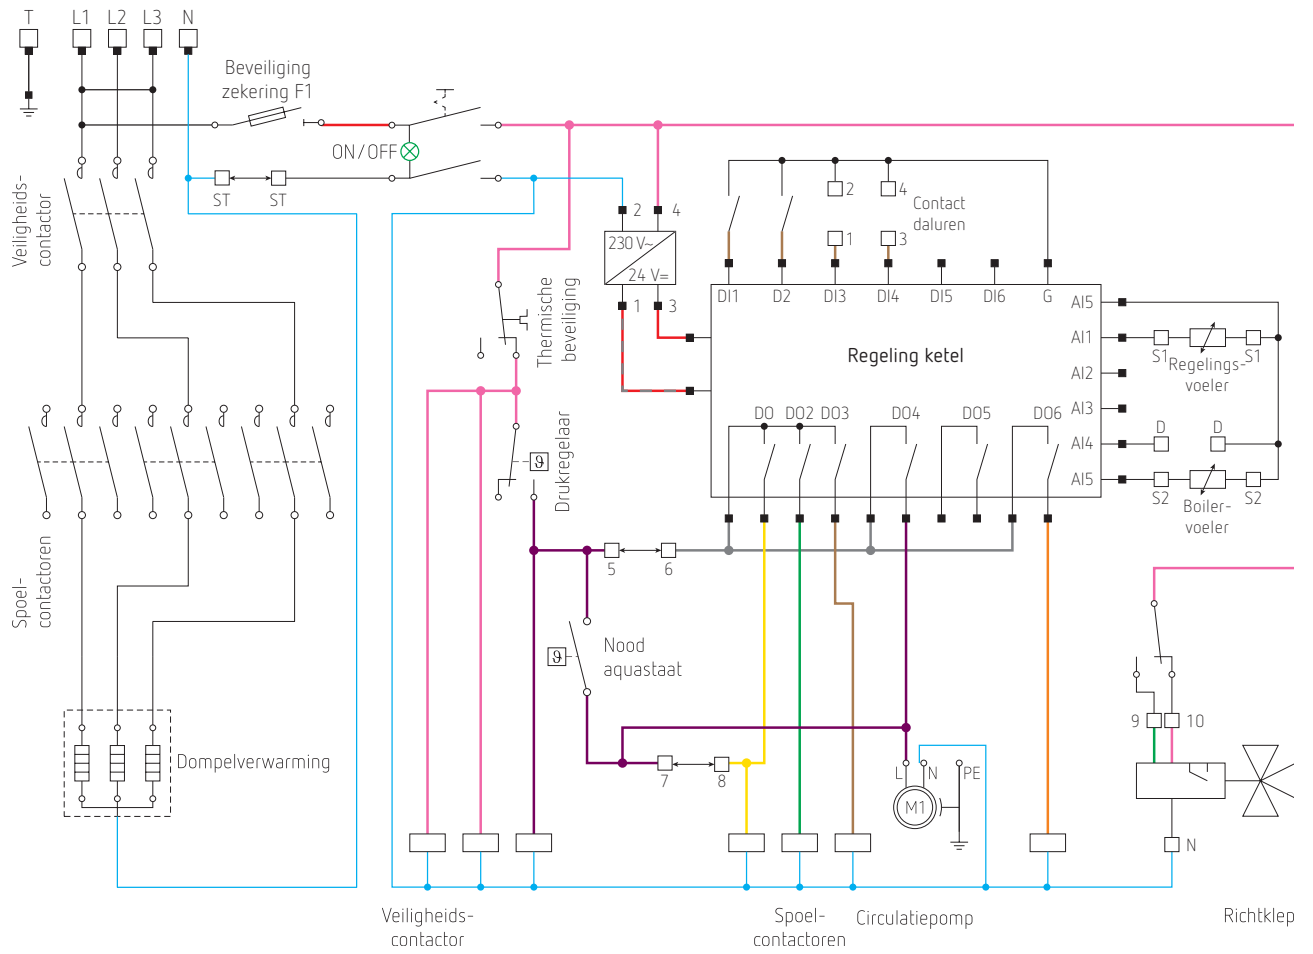 T L1 L2 L3 N
Beveiliging
zekering F1
ON/OFF
ST ST
Veiligheids-
contactor
2 4
230 V~
24 V=
1 3
Thermische
beveiliging
2 4
Contact
daluren
1 3
DI1 D2 DI3 DI4 DI5 DI6 G
Regeling ketel
AI5
AI1
AI2
AI3
AI4
AI5
S1 S1
Regelings-
voeler
D D
S2 S2
Boiler-
voeler
DO DO2 DO3 DO4 DO5 DO6
Drukregelaar
ϑ
5 6
Spoel-
contactoren
Nood
aquastaat
ϑ
7 8
Dompelverwarming
L N PE
M1
9 10
N
Veiligheids-
contactor
Spoel-
contactoren
Circulatiepomp
Richtklep